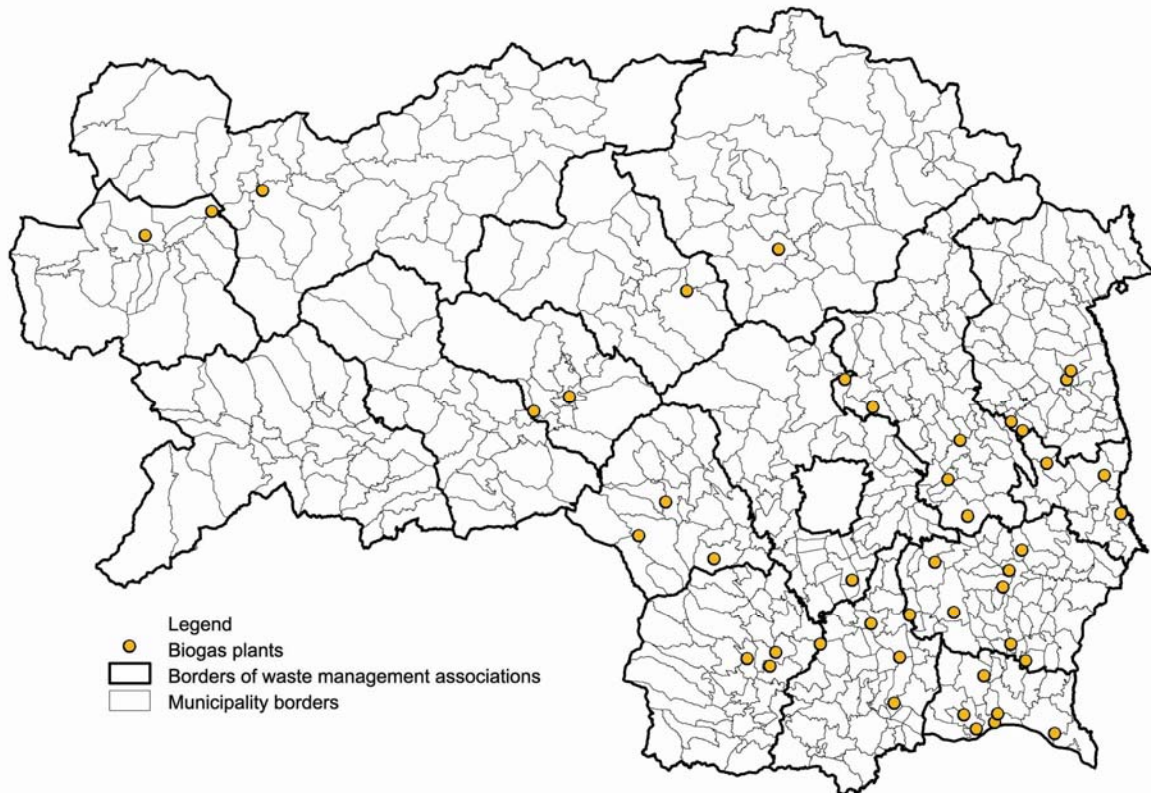 Legend
Biogas plants
Borders of waste management associations
Municipality borders